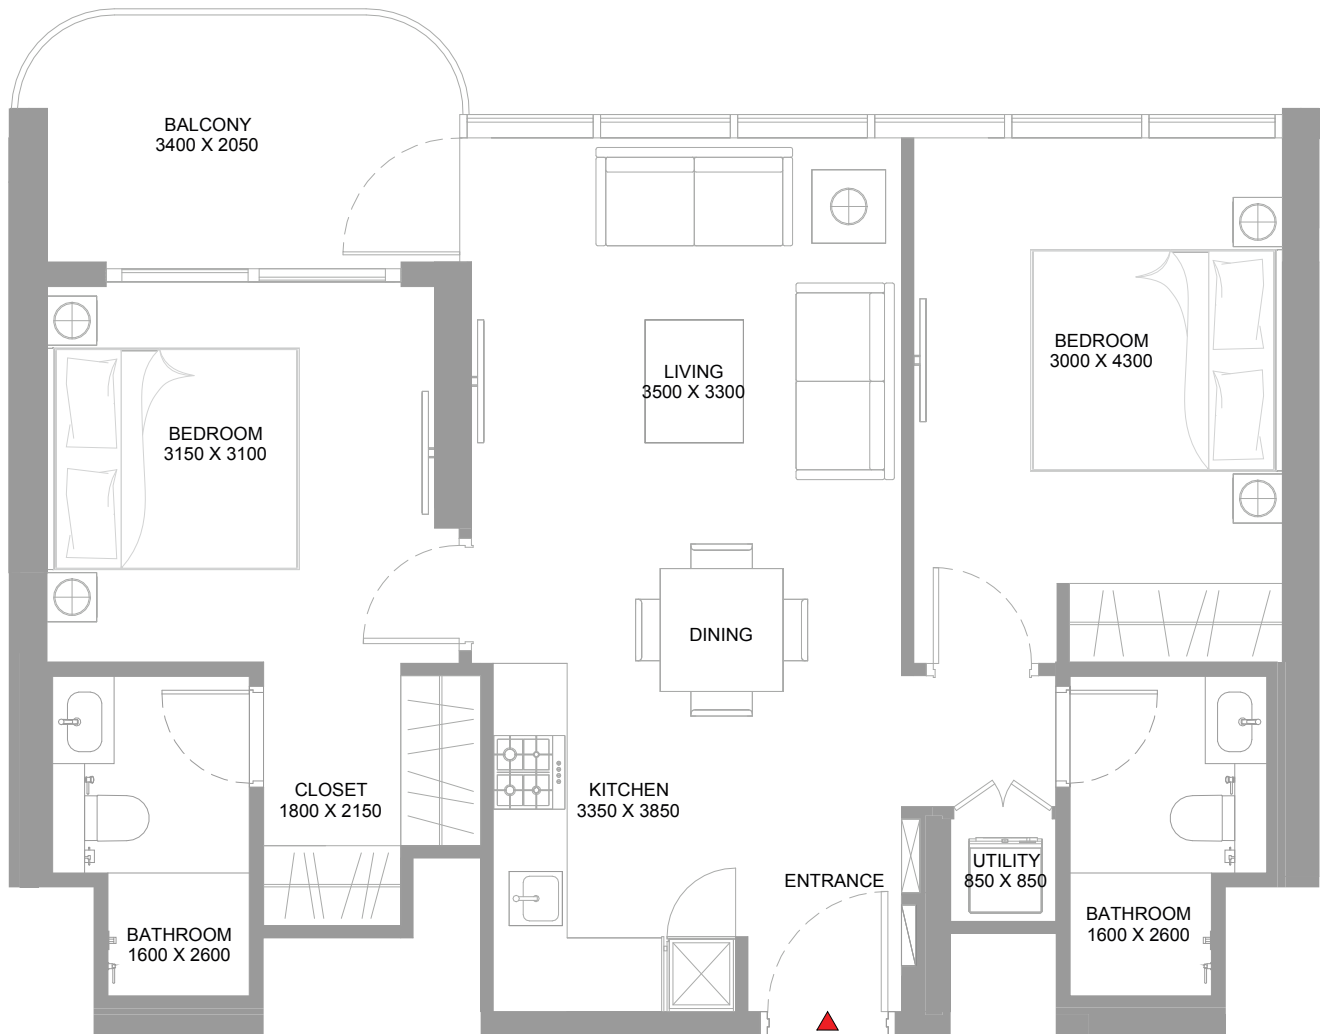 BALCONY
3400 X 2050
BEDROOM
3150 X 3100
LIVING
3500 X 3300
BEDROOM
3000 X 4300
DINING
CLOSET
1800 X 2150
KITCHEN
3350 X 3850
ENTRANCE
UTILITY
850 X 850
BATHROOM
1600 X 2600
BATHROOM
1600 X 2600